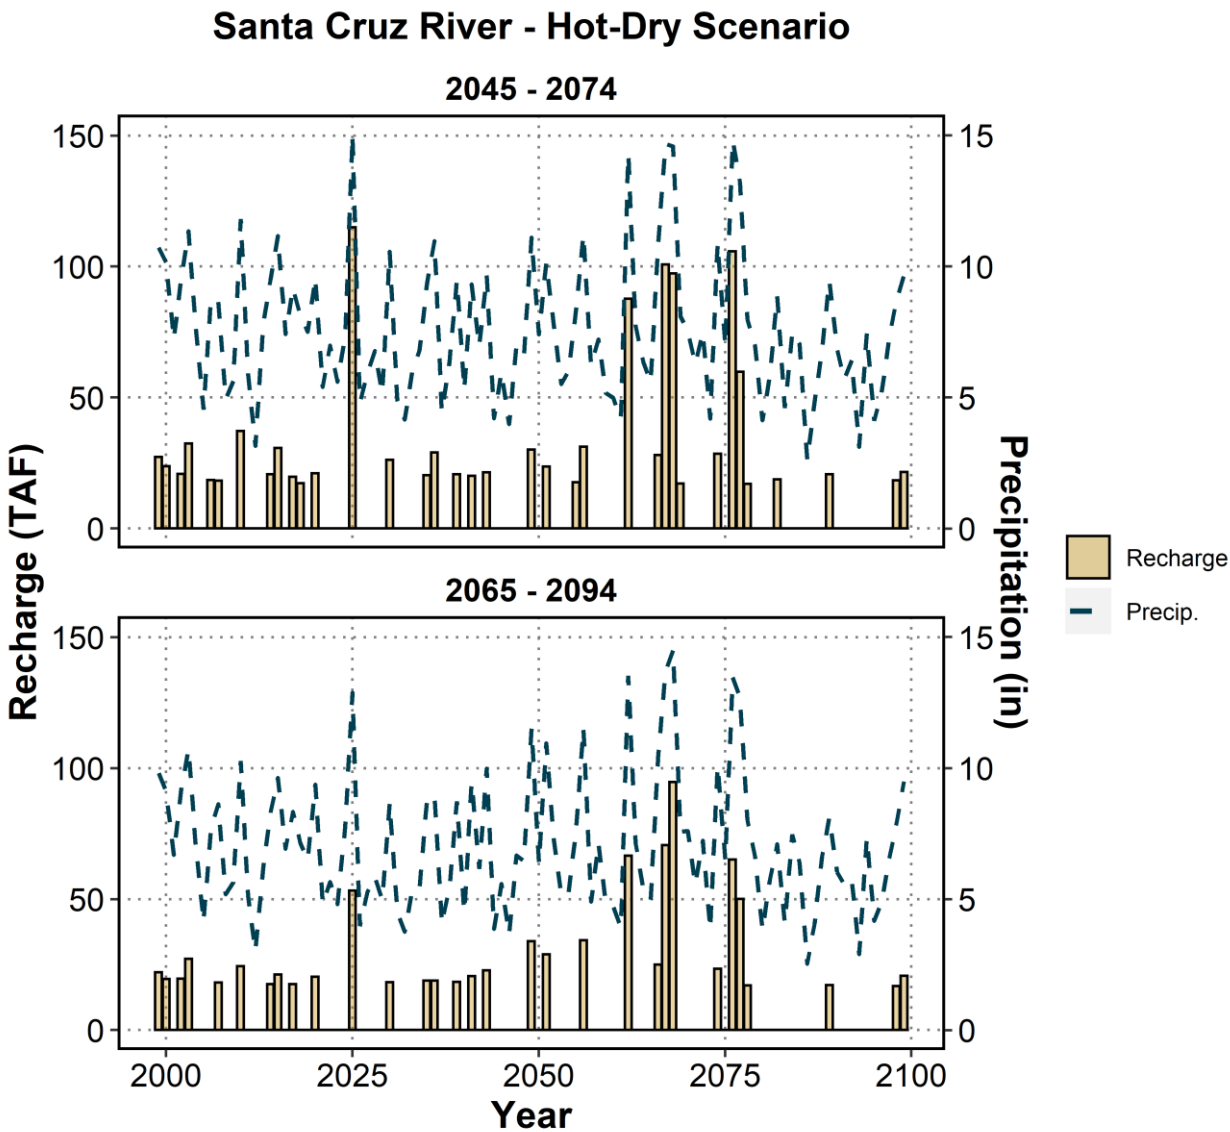 Santa Cruz River - Hot-Dry Scenario
2045 - 2074
150
100
50
0
15
10
5
0
Recharge (TAF)
Precipitation (in)
Recharge
Precip.
2065 - 2094
150
100
50
0
15
10
5
0
2000 2025 2050 2075 2100
Year